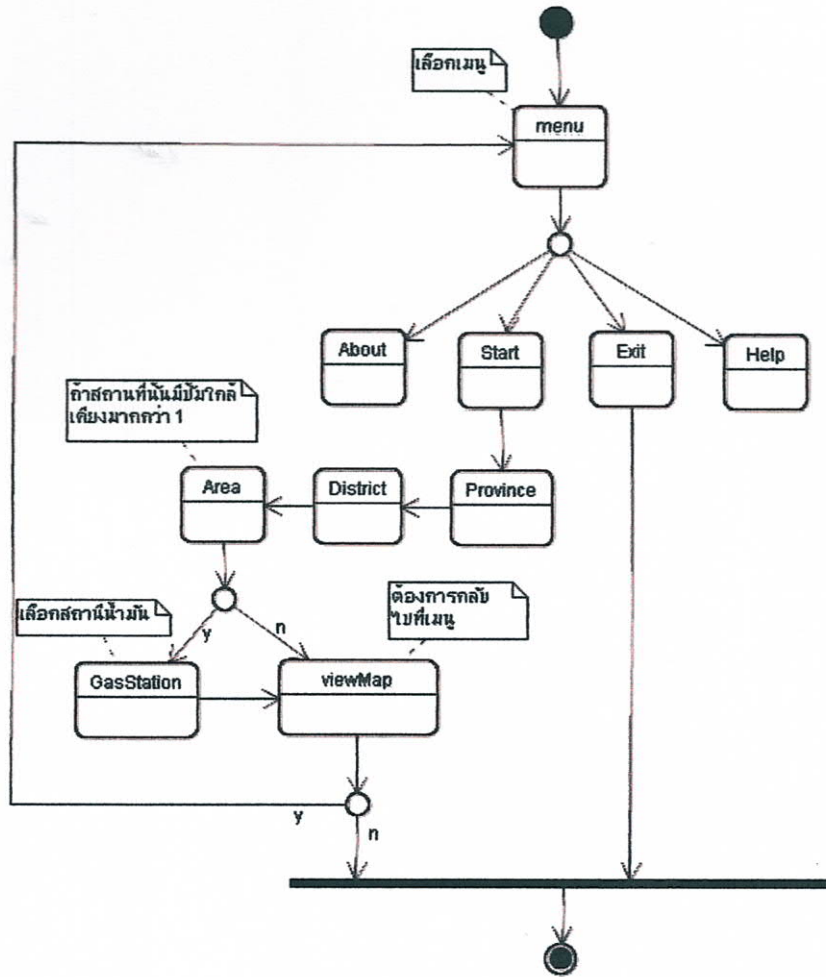 เลือกเมนู
menu
About
Start
Exit
Help
ถ้าสถานที่นั้นมีปั๊มใกล้
เคียงมากกว่า 1
Area
District
Province
เลือกสถานีน้ำมัน
y
n
ต้องการกลับ
ไปที่เมนู
GasStation
viewMap
y
n